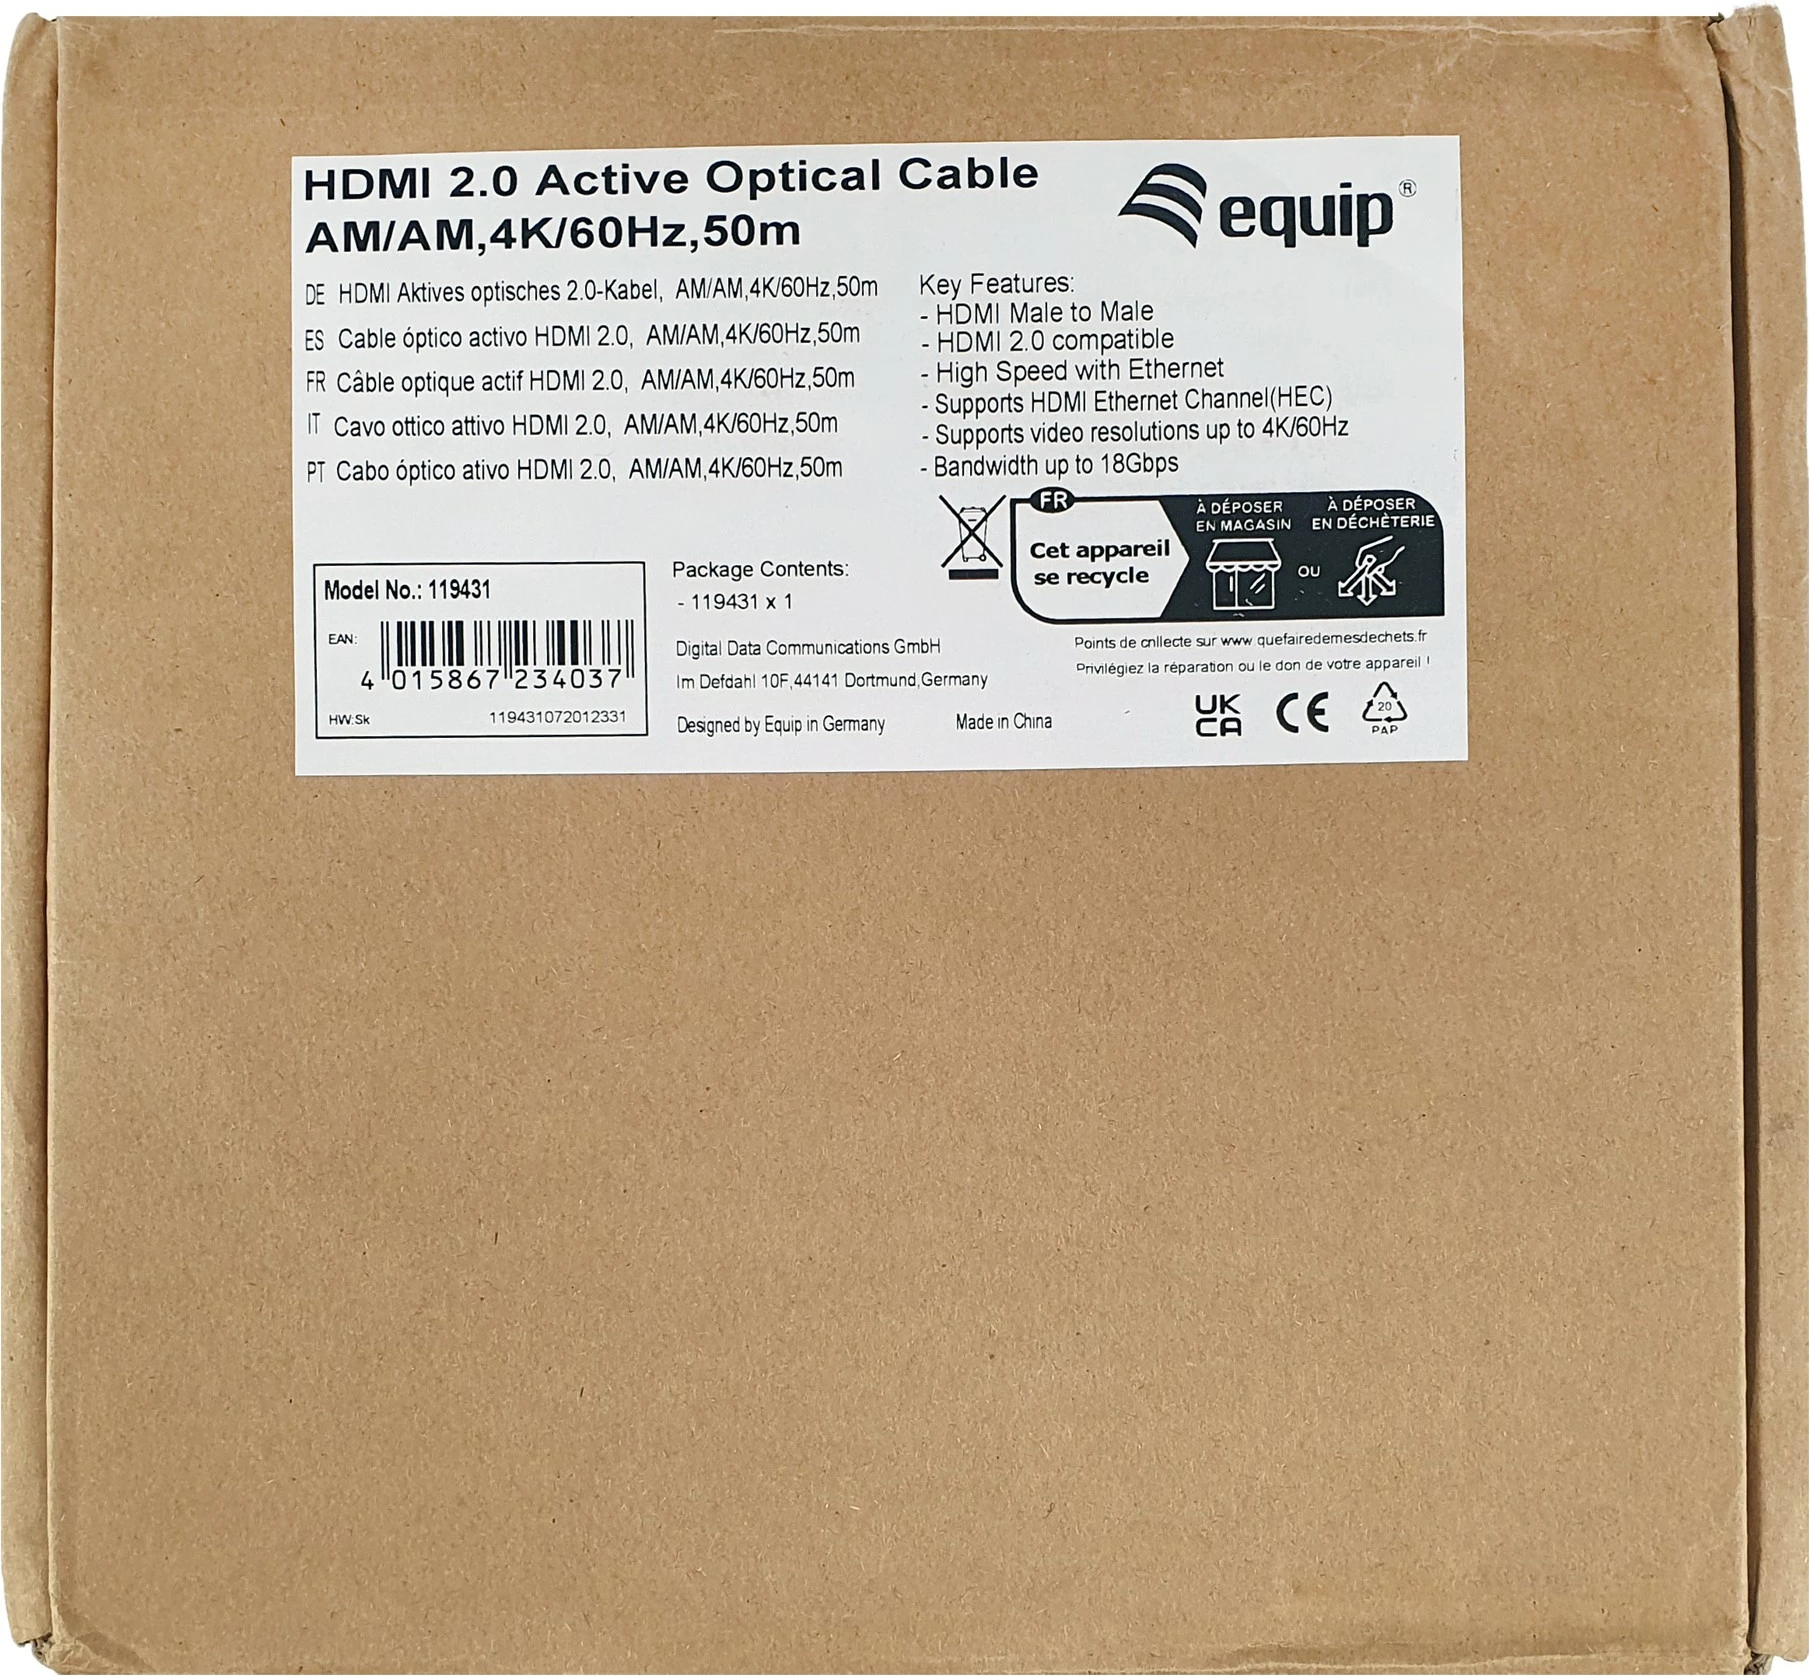 HDMI 2.0 Active Optical Cable
AM/AM,4K/60Hz,50m
equip®
DE HDMI Aktives optisches 2.0-Kabel, AM/AM,4K/60Hz,50m
ES Cable óptico activo HDMI 2.0, AM/AM,4K/60Hz,50m
FR Câble optique actif HDMI 2.0, AM/AM,4K/60Hz,50m
IT Cavo ottico attivo HDMI 2.0, AM/AM,4K/60Hz,50m
PT Cabo óptico ativo HDMI 2.0, AM/AM,4K/60Hz,50m
Key Features:
- HDMI Male to Male
- HDMI 2.0 compatible
- High Speed with Ethernet
- Supports HDMI Ethernet Channel(HEC)
- Supports video resolutions up to 4K/60Hz
- Bandwidth up to 18Gbps
FR
Cet appareil
se recycle
À DÉPOSER
EN MAGASIN
OU
À DÉPOSER
EN DÉCHÈTERIE
Points de cnllecte sur www.quefairedemesdechets.fr
Privilégiez la réparation ou le don de votre appareil !
Model No.: 119431
EAN:
4 015867 234037
HW:Sk 119431072012331
Package Contents:
- 119431 x 1
Digital Data Communications GmbH
Im Defdahl 10F,44141 Dortmund,Germany
Designed by Equip in Germany Made in China
UK
CA
CE
20
PAP